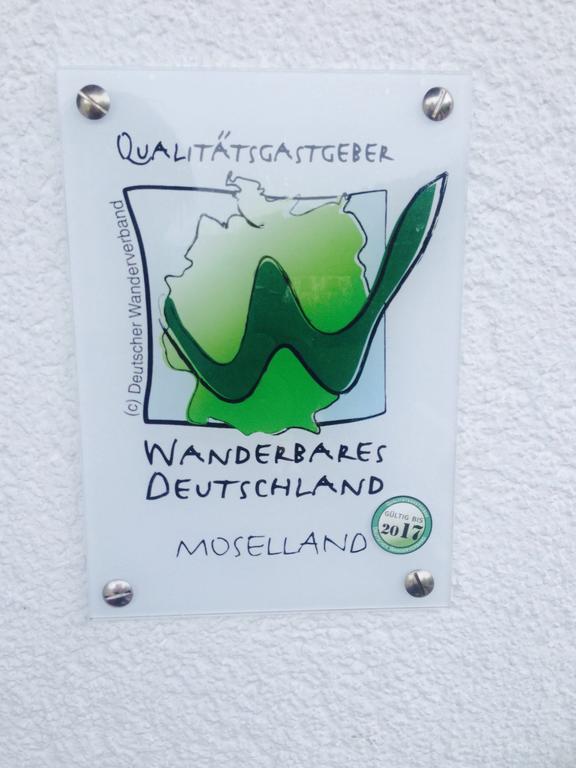 QUALITÄTSGASTGEBER
(c) Deutscher Wanderverband
WANDERBARES
DEUTSCHLAND
MOSELLAND
GÜLTIG BIS
2017